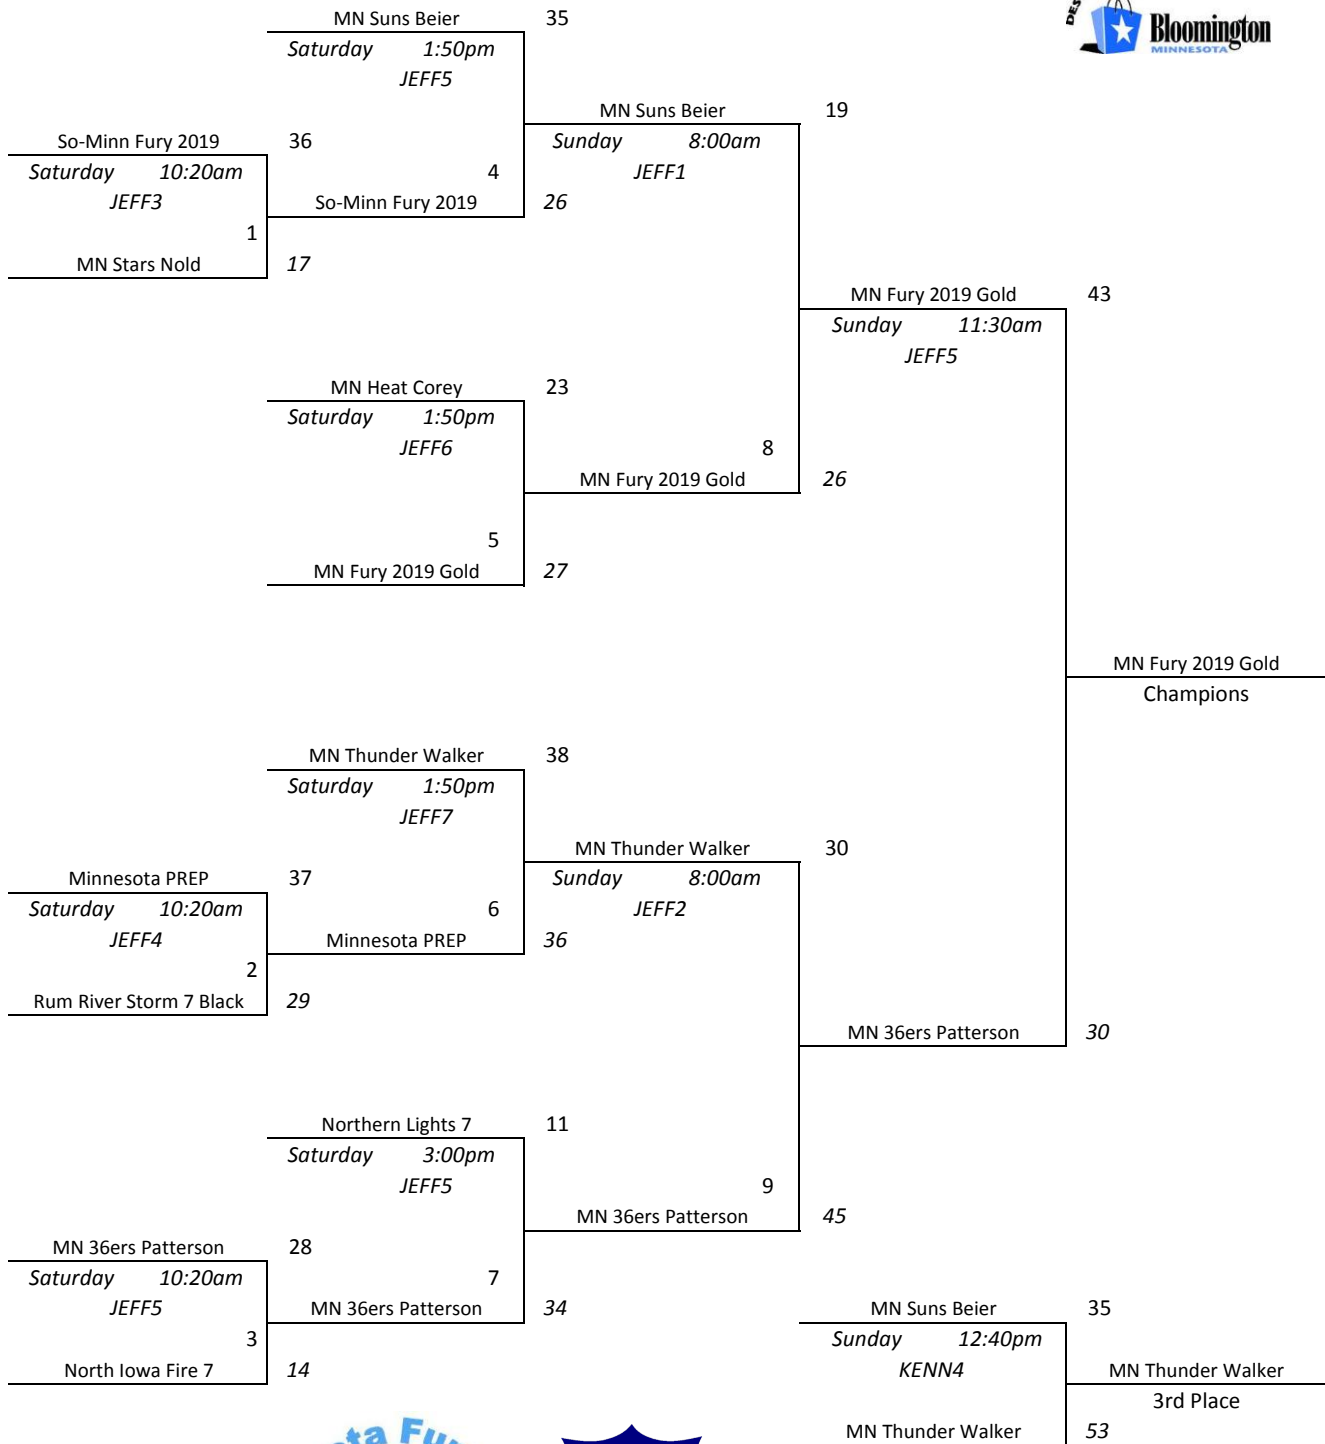 MN Suns Beier 35
DES
Bloomington
MINNESOTA
Saturday 1:50pm
JEFF5
MN Suns Beier 19
So-Minn Fury 2019 36
Sunday 8:00am
Saturday 10:20am
4
JEFF1
JEFF3
So-Minn Fury 2019 26
1
MN Stars Nold 17
MN Fury 2019 Gold 43
Sunday 11:30am
JEFF5
MN Heat Corey 23
Saturday 1:50pm
JEFF6
8
MN Fury 2019 Gold 26
5
MN Fury 2019 Gold 27
MN Fury 2019 Gold
Champions
MN Thunder Walker 38
Saturday 1:50pm
JEFF7
MN Thunder Walker 30
Minnesota PREP 37
Sunday 8:00am
Saturday 10:20am
6
JEFF2
JEFF4
Minnesota PREP 36
2
Rum River Storm 7 Black 29
MN 36ers Patterson 30
Northern Lights 7 11
Saturday 3:00pm
JEFF5
9
MN 36ers Patterson 45
MN 36ers Patterson 28
Saturday 10:20am
7
JEFF5
MN 36ers Patterson 34
MN Suns Beier 35
3
Sunday 12:40pm
North Iowa Fire 7 14
KENN4
MN Thunder Walker
3rd Place
MN Thunder Walker 53